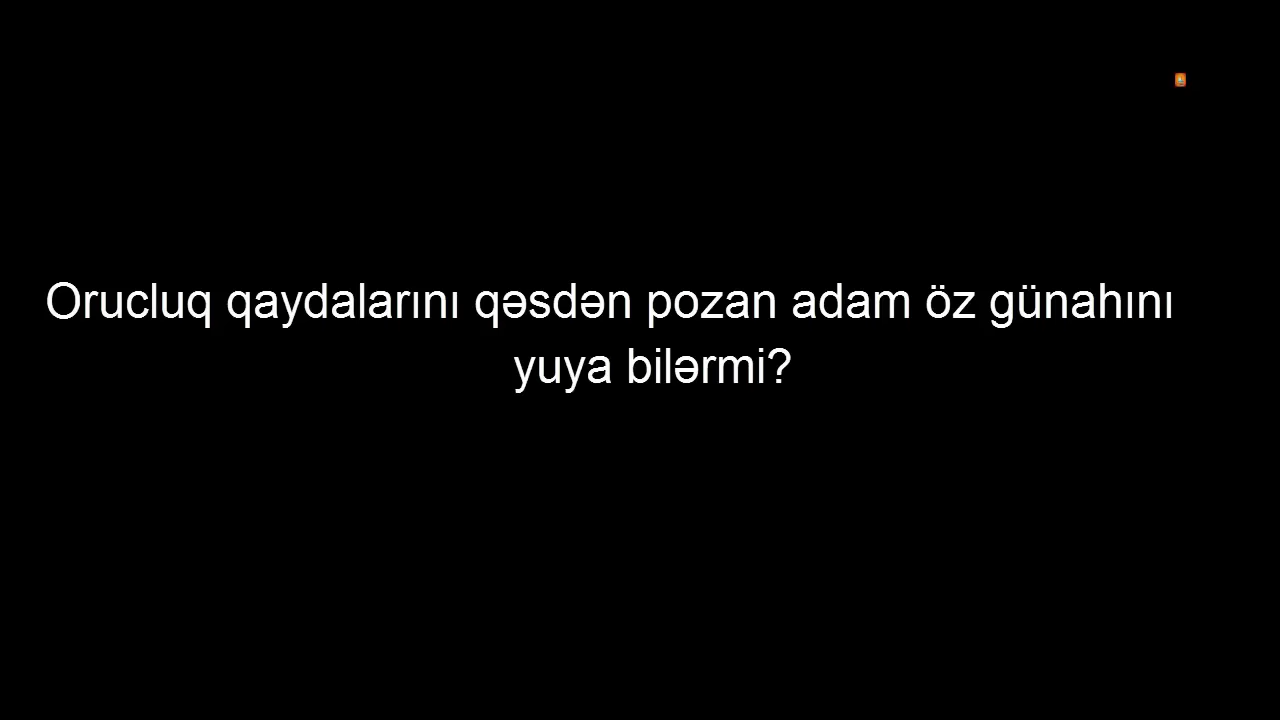 Orucluq qaydalarını qəsdən pozan adam öz günahını
yuya bilərmi?